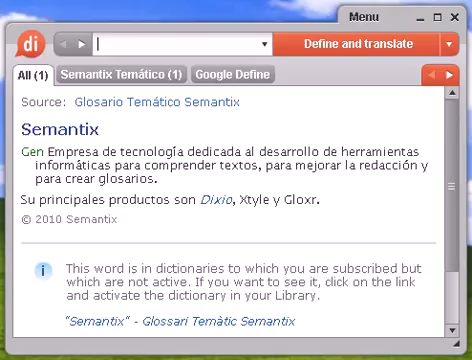 Menu
di
Define and translate
All (1)
Semantix Temático (1)
Google Define
Source: Glosario Temático Semantix
Semantix
Gen Empresa de tecnología dedicada al desarrollo de herramientas
informáticas para comprender textos, para mejorar la redacción y
para crear glosarios.
Su principales productos son Dixio, Xtyle y Gloxr.
© 2010 Semantix
i
This word is in dictionaries to which you are subscribed but
which are not active. If you want to see it, click on the link
and activate the dictionary in your Library.
"Semantix" - Glossari Temàtic Semantix